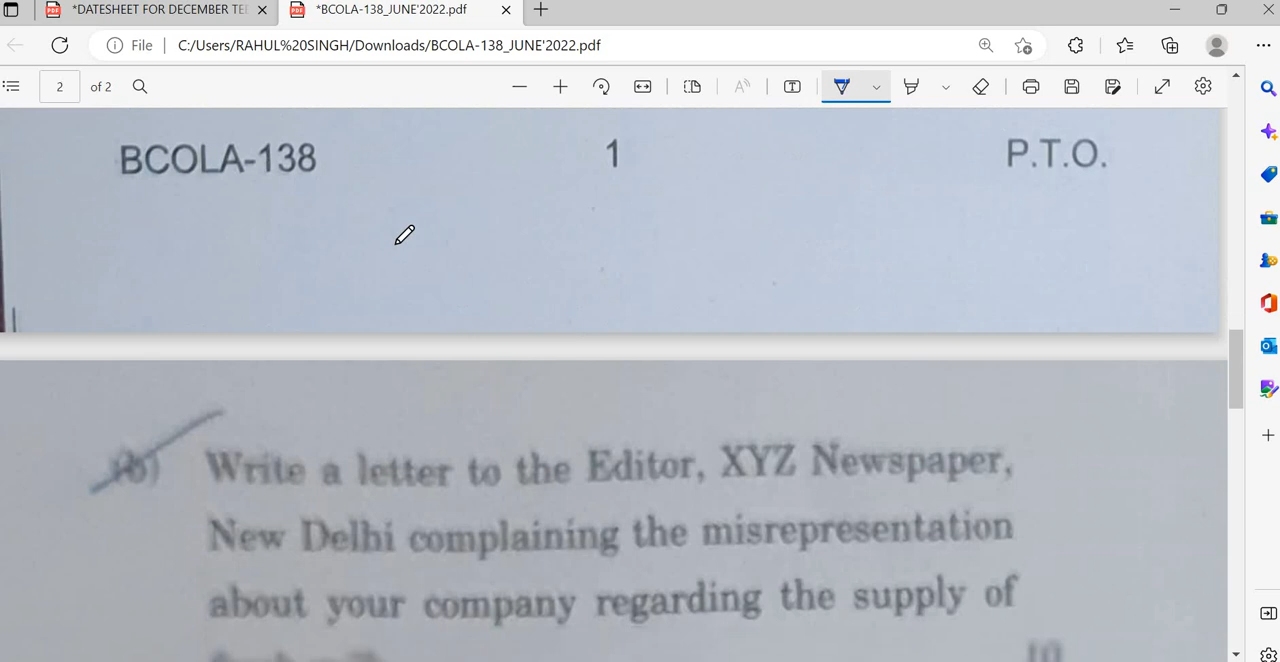 *DATESHEET FOR DECEMBER TE
*BCOLA-138_JUNE'2022.pdf
File | C:/Users/RAHUL%20SINGH/Downloads/BCOLA-138_JUNE'2022.pdf
2 of 2
BCOLA-138 1 P.T.O.
Write a letter to the Editor, XYZ Newspaper,
New Delhi complaining the misrepresentation
about your company regarding the supply of
10